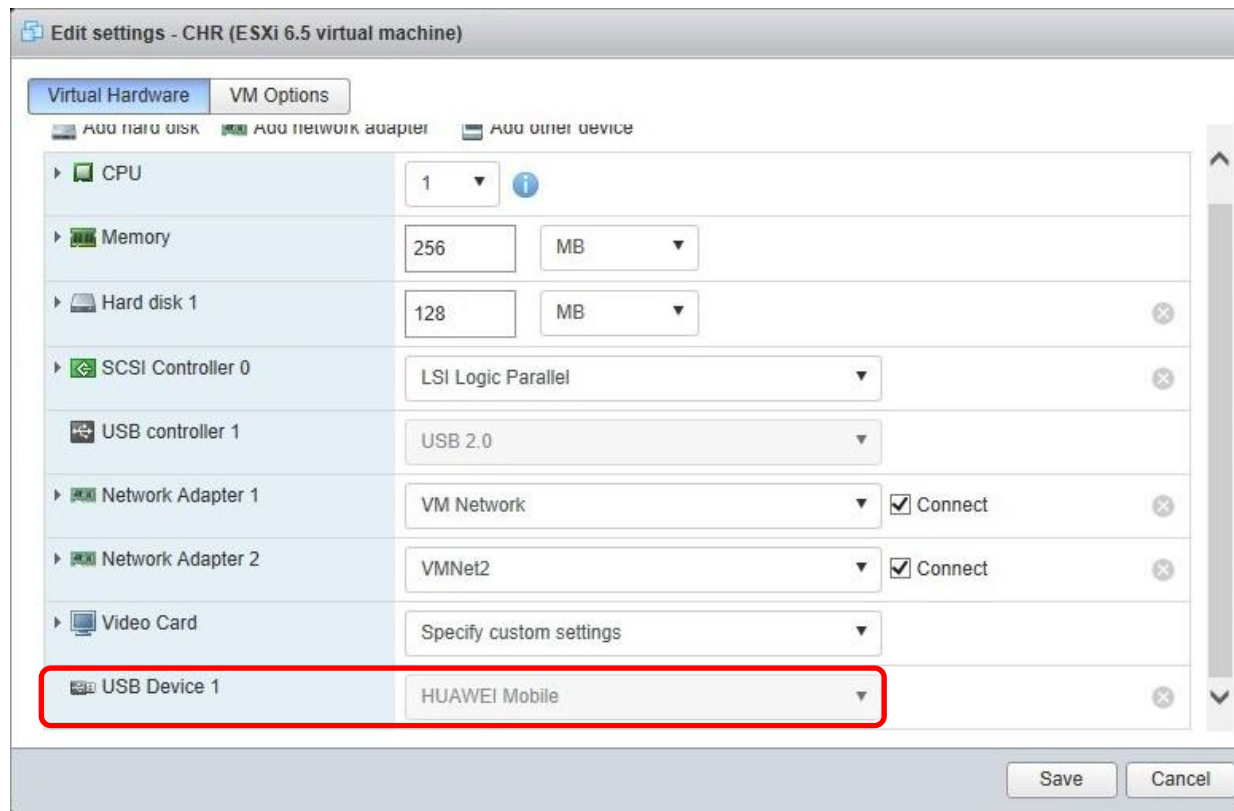 Edit settings - CHR (ESXi 6.5 virtual machine)
Virtual Hardware VM Options
Add hard disk Add network adapter Add other device
CPU 1
Memory 256 MB
Hard disk 1 128 MB
SCSI Controller 0 LSI Logic Parallel
USB controller 1 USB 2.0
Network Adapter 1 VM Network Connect
Network Adapter 2 VMNet2 Connect
Video Card Specify custom settings
USB Device 1 HUAWEI Mobile
Save Cancel